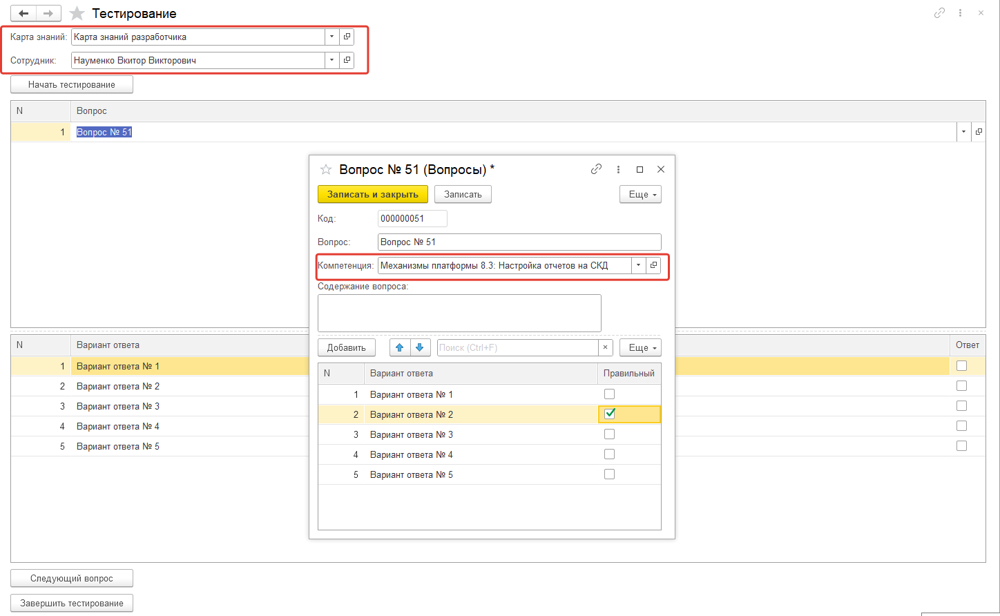 Тестирование
Карта знаний: Карта знаний разработчика
Сотрудник: Науменко Вкитор Викторович
Начать тестирование
N Вопрос
1 Вопрос № 51
Вопрос № 51 (Вопросы) *
Записать и закрыть Записать Еще
Код: 000000051
Вопрос: Вопрос № 51
Компетенция: Механизмы платформы 8.3: Настройка отчетов на СКД
Содержание вопроса:
Добавить Поиск (Ctrl+F) × Еще
N Вариант ответа Правильный
1 Вариант ответа № 1
2 Вариант ответа № 2
3 Вариант ответа № 3
4 Вариант ответа № 4
5 Вариант ответа № 5
N Вариант ответа Ответ
1 Вариант ответа № 1
2 Вариант ответа № 2
3 Вариант ответа № 3
4 Вариант ответа № 4
5 Вариант ответа № 5
Следующий вопрос
Завершить тестирование